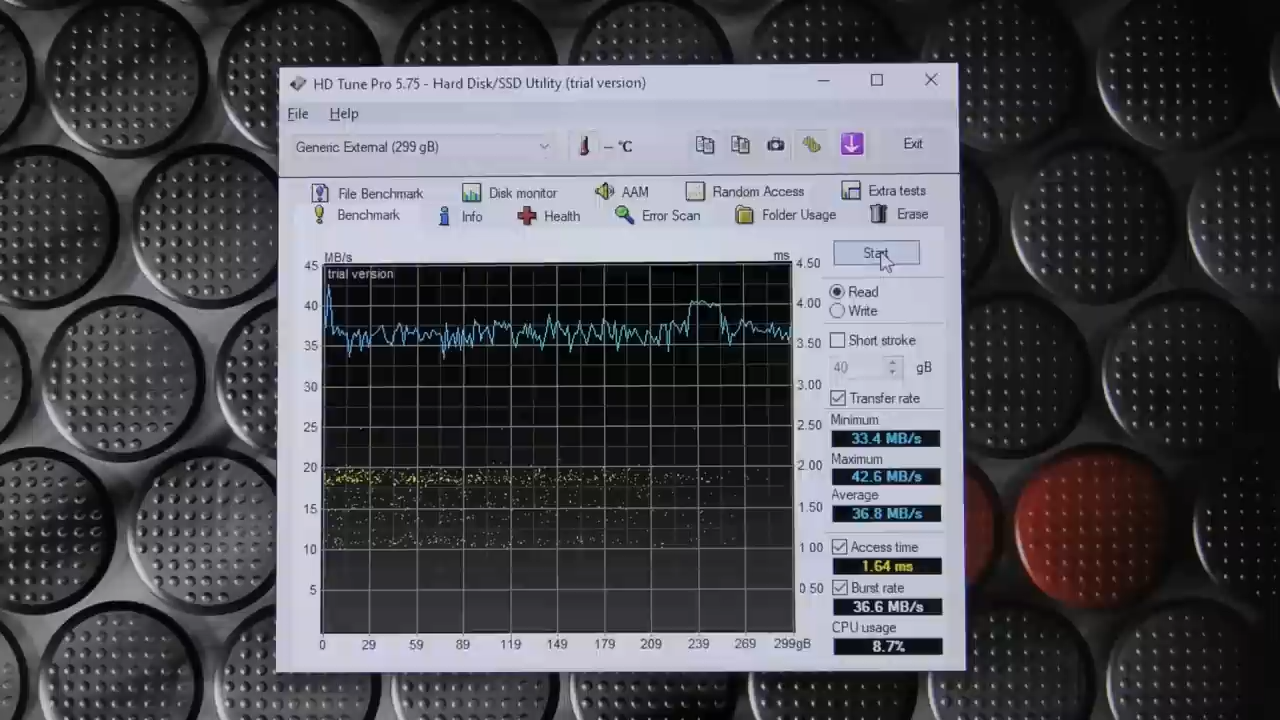 HD Tune Pro 5.75 - Hard Disk/SSD Utility (trial version)
File Help
Generic External (299 gB)
– °C
Exit
File Benchmark Disk monitor AAM Random Access Extra tests
Benchmark Info Health Error Scan Folder Usage Erase
MB/s ms
trial version
45
40
35
30
25
20
15
10
5
4.50
4.00
3.50
3.00
2.50
2.00
1.50
1.00
0.50
0 29 59 89 119 149 179 209 239 269 299gB
Start
Read
Write
Short stroke
40 gB
Transfer rate
Minimum
33.4 MB/s
Maximum
42.6 MB/s
Average
36.8 MB/s
Access time
1.64 ms
Burst rate
36.6 MB/s
CPU usage
8.7%